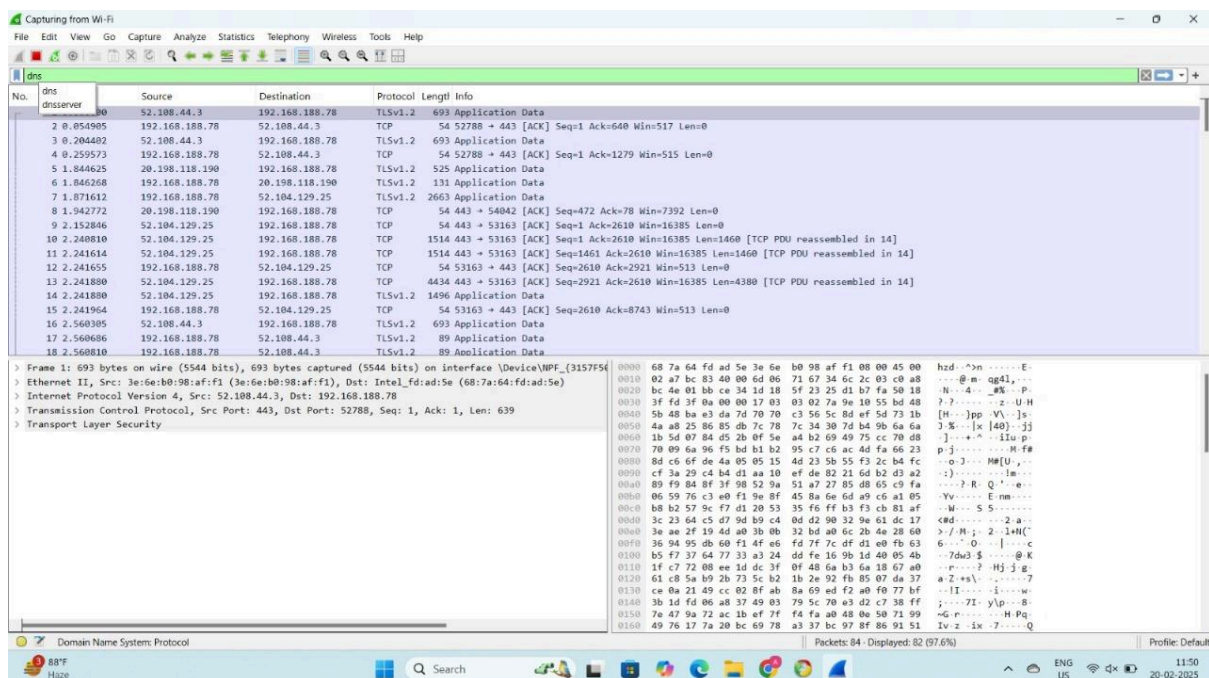 Capturing from Wi-Fi
File Edit View Go Capture Analyze Statistics Telephony Wireless Tools Help
dns
dns
dnsserver
No. Source Destination Protocol Lengtl Info
52.108.44.3 192.168.188.78 TLSv1.2 693 Application Data
2 0.054905 192.168.188.78 52.108.44.3 TCP 54 52788 → 443 [ACK] Seq=1 Ack=640 Win=517 Len=0
3 0.204402 52.108.44.3 192.168.188.78 TLSv1.2 693 Application Data
4 0.259573 192.168.188.78 52.108.44.3 TCP 54 52788 → 443 [ACK] Seq=1 Ack=1279 Win=515 Len=0
5 1.844625 20.198.118.190 192.168.188.78 TLSv1.2 525 Application Data
6 1.846268 192.168.188.78 20.198.118.190 TLSv1.2 131 Application Data
7 1.871612 192.168.188.78 52.104.129.25 TLSv1.2 2663 Application Data
8 1.942772 20.198.118.190 192.168.188.78 TCP 54 443 → 54042 [ACK] Seq=472 Ack=78 Win=7392 Len=0
9 2.152846 52.104.129.25 192.168.188.78 TCP 54 443 → 53163 [ACK] Seq=1 Ack=2610 Win=16385 Len=0
10 2.240810 52.104.129.25 192.168.188.78 TCP 1514 443 → 53163 [ACK] Seq=1 Ack=2610 Win=16385 Len=1460 [TCP PDU reassembled in 14]
11 2.241614 52.104.129.25 192.168.188.78 TCP 1514 443 → 53163 [ACK] Seq=1461 Ack=2610 Win=16385 Len=1460 [TCP PDU reassembled in 14]
12 2.241655 192.168.188.78 52.104.129.25 TCP 54 53163 → 443 [ACK] Seq=2610 Ack=2921 Win=513 Len=0
13 2.241880 52.104.129.25 192.168.188.78 TCP 4434 443 → 53163 [ACK] Seq=2921 Ack=2610 Win=16385 Len=4380 [TCP PDU reassembled in 14]
14 2.241880 52.104.129.25 192.168.188.78 TLSv1.2 1496 Application Data
15 2.241964 192.168.188.78 52.104.129.25 TCP 54 53163 → 443 [ACK] Seq=2610 Ack=8743 Win=513 Len=0
16 2.560305 52.108.44.3 192.168.188.78 TLSv1.2 693 Application Data
17 2.560686 192.168.188.78 52.108.44.3 TLSv1.2 89 Application Data
18 2.560810 192.168.188.78 52.108.44.3 TLSv1.2 89 Application Data
> Frame 1: 693 bytes on wire (5544 bits), 693 bytes captured (5544 bits) on interface \Device\NPF_{3157F5
> Ethernet II, Src: 3e:6e:b0:98:af:f1 (3e:6e:b0:98:af:f1), Dst: Intel_fd:ad:5e (68:7a:64:fd:ad:5e)
> Internet Protocol Version 4, Src: 52.108.44.3, Dst: 192.168.188.78
> Transmission Control Protocol, Src Port: 443, Dst Port: 52788, Seq: 1, Ack: 1, Len: 639
> Transport Layer Security
0000 68 7a 64 fd ad 5e 3e 6e b0 98 af f1 08 00 45 00
0010 02 a7 bc 83 40 00 6d 06 71 67 34 6c 2c 03 c0 a8
0020 bc 4e 01 bb ce 34 1d 18 5f 23 25 d1 b7 fa 50 18
0030 3f fd 3f 0a 00 00 17 03 03 02 7a 9e 10 55 bd 48
0040 5b 48 ba e3 da 7d 70 70 c3 56 5c 8d ef 5d 73 1b
0050 4a a8 25 86 85 db 7c 78 7c 34 30 7d b4 9b 6a 6a
0060 1b 5d 07 84 d5 2b 0f 5e a4 b2 69 49 75 cc 70 d8
0070 70 09 6a 96 f5 bd b1 b2 95 c7 c6 ac 4d fa 66 23
0080 8d c6 6f de 4a 05 05 15 4d 23 5b 55 f3 2c b4 fc
0090 cf 3a 29 c4 b4 d1 aa 10 ef de 82 21 6d b2 d3 a2
00a0 89 f9 84 8f 3f 98 52 9a 51 a7 27 85 d8 65 c9 fa
00b0 06 59 76 c3 e0 f1 9e 8f 45 8a 6e 6d a9 c6 a1 05
00c0 b8 b2 57 9c f7 d1 20 53 35 f6 ff b3 f3 cb 81 af
00d0 3c 23 64 c5 d7 9d b9 c4 0d d2 90 32 9e 61 dc 17
00e0 3e ae 2f 19 4d a0 3b 0b 32 bd a0 6c 2b 4e 28 60
00f0 36 94 95 db 60 f1 4f e6 fd 7f 7c df d1 e0 fb 63
0100 b5 f7 37 64 77 33 a3 24 dd fe 16 9b 1d 40 05 4b
0110 1f c7 72 08 ee 1d dc 3f 0f 48 6a b3 6a 18 67 a0
0120 61 c8 5a b9 2b 73 5c b2 1b 2e 92 fb 85 07 da 37
0130 ce 0a 21 49 cc 02 8f ab 8a 69 ed f2 a0 f0 77 bf
0140 3b 1d fd 06 a8 37 49 03 79 5c 70 e3 d2 c7 38 ff
0150 7e 47 9a 72 ac 1b ef 7f f4 fa a0 48 0e 50 71 99
0160 49 76 17 7a 20 bc 69 78 a3 37 bc 97 8f 86 91 51
Domain Name System: Protocol
Packets: 84 · Displayed: 82 (97.6%)
Profile: Default
3
88°F
Haze
Search
ENG
US
11:50
20-02-2025